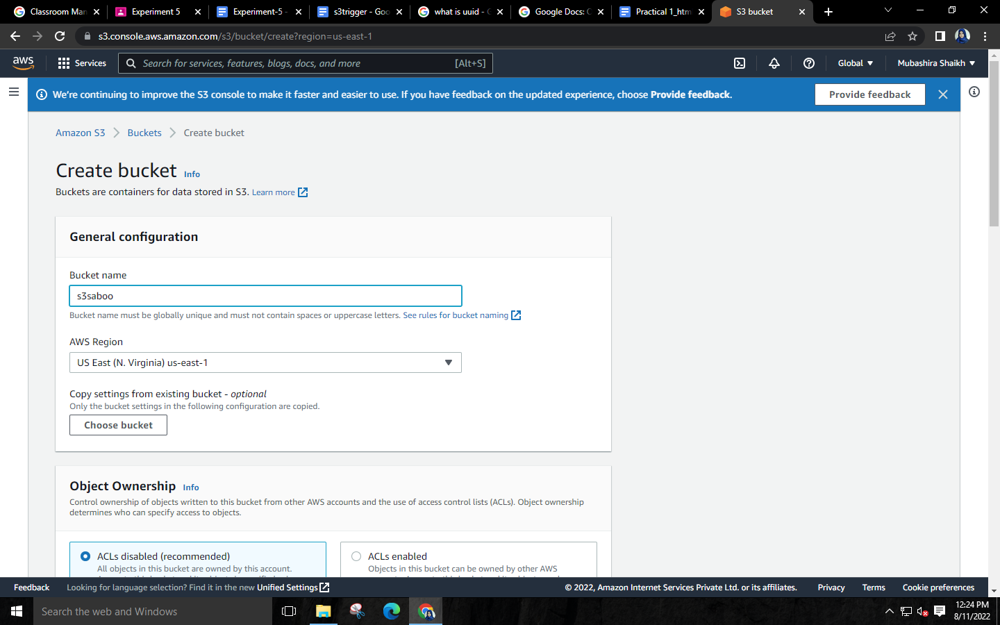 Classroom Man
Experiment 5
Experiment-5 -
s3trigger - Goo
what is uuid - G
Google Docs: C
Practical 1_htm
S3 bucket
s3.console.aws.amazon.com/s3/bucket/create?region=us-east-1
aws
Services
Search for services, features, blogs, docs, and more
[Alt+S]
Global
Mubashira Shaikh
We're continuing to improve the S3 console to make it faster and easier to use. If you have feedback on the updated experience, choose Provide feedback.
Provide feedback
Amazon S3 > Buckets > Create bucket
Create bucket Info
Buckets are containers for data stored in S3. Learn more
General configuration
Bucket name
s3saboo
Bucket name must be globally unique and must not contain spaces or uppercase letters. See rules for bucket naming
AWS Region
US East (N. Virginia) us-east-1
Copy settings from existing bucket - optional
Only the bucket settings in the following configuration are copied.
Choose bucket
Object Ownership Info
Control ownership of objects written to this bucket from other AWS accounts and the use of access control lists (ACLs). Object ownership
determines who can specify access to objects.
ACLs disabled (recommended)
All objects in this bucket are owned by this account.
ACLs enabled
Objects in this bucket can be owned by other AWS
Feedback
Looking for language selection? Find it in the new Unified Settings
© 2022, Amazon Internet Services Private Ltd. or its affiliates.
Privacy
Terms
Cookie preferences
Search the web and Windows
12:24 PM
8/11/2022